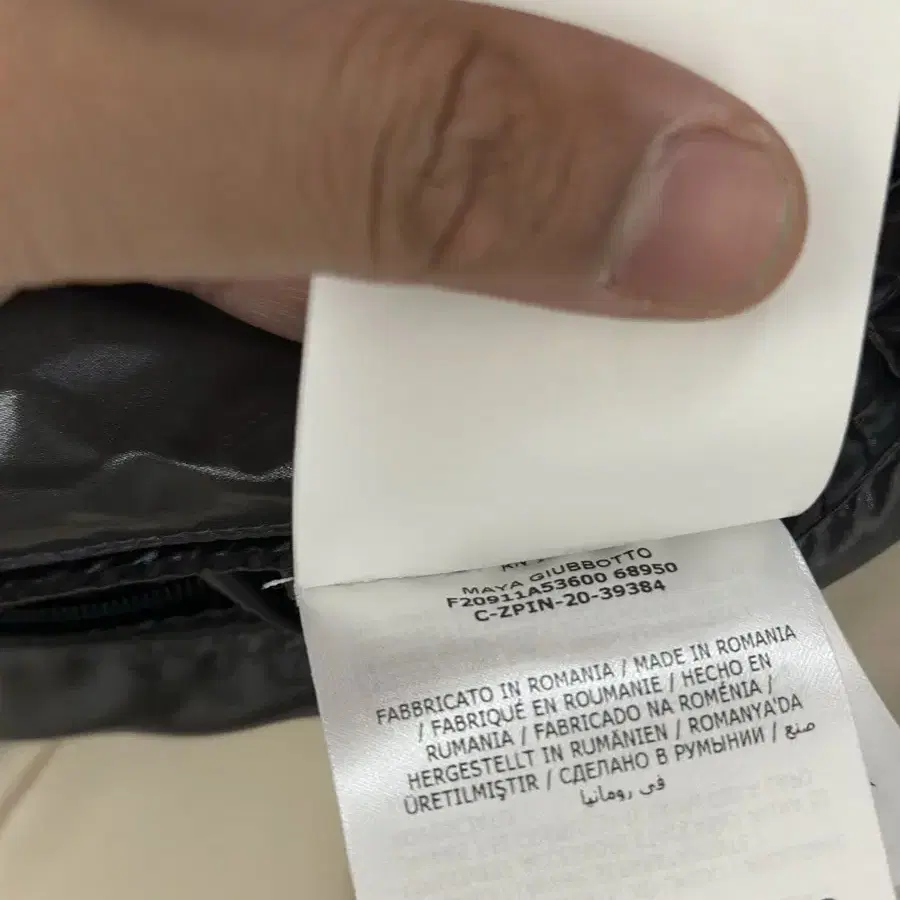 MAYA GIUBBOTTO
F20911A53600 68950
C-ZPIN-20-39384
FABBRICATO IN ROMANIA / MADE IN ROMANIA
/ FABRIQUÉ EN ROUMANIE / HECHO EN
RUMANIA / FABRICADO NA ROMÉNIA /
HERGESTELLT IN RUMÄNIEN / ROMANYA'DA
ÜRETILMIŞTIR / СДЕЛАНО В РУМЫНИИ / صنع
في رومانيا